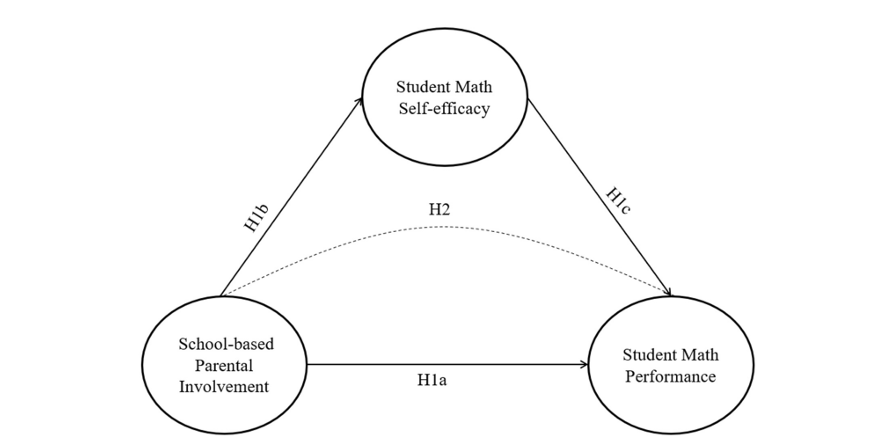 Student Math
Self-efficacy
H1b
H1c
H2
School-based
Parental
Involvement
H1a
Student Math
Performance